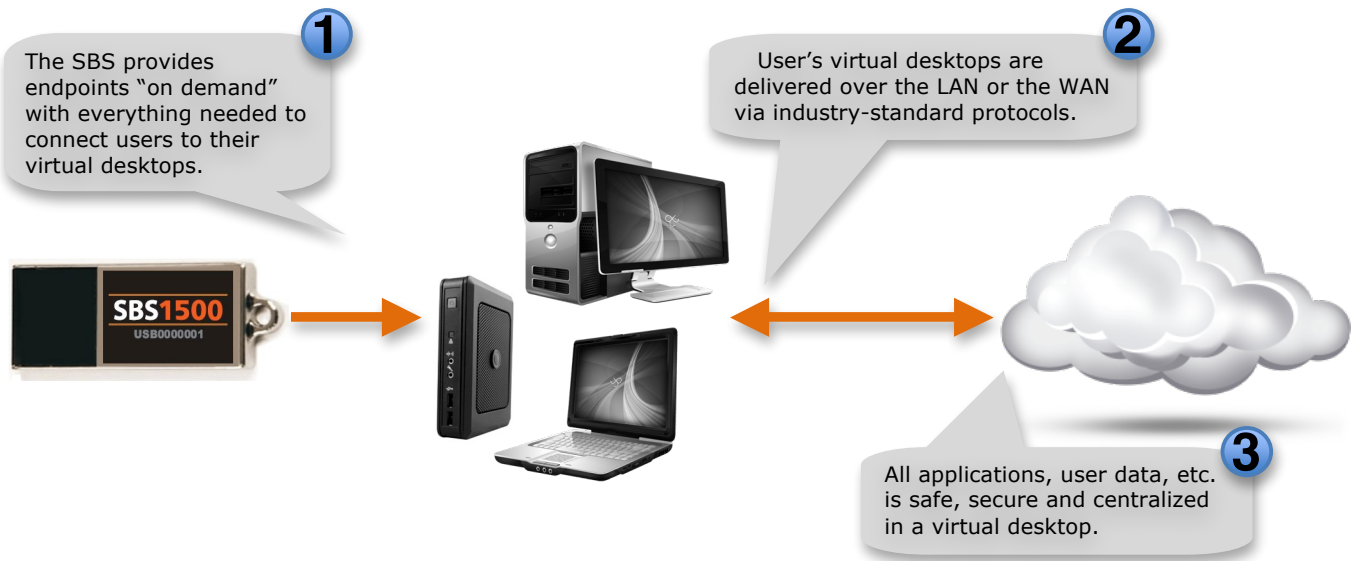 1
The SBS provides
endpoints “on demand”
with everything needed to
connect users to their
virtual desktops.
2
User’s virtual desktops are
delivered over the LAN or the WAN
via industry-standard protocols.
SBS1500
USB0000001
3
All applications, user data, etc.
is safe, secure and centralized
in a virtual desktop.